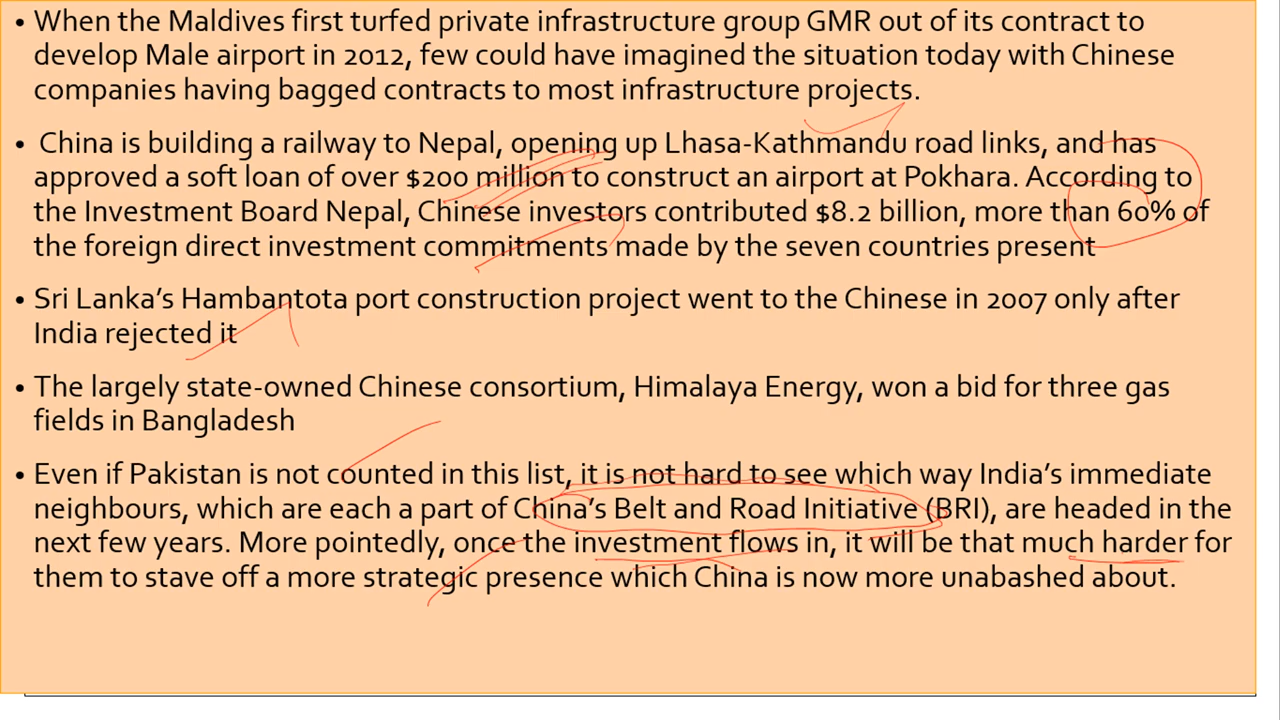 • When the Maldives first turfed private infrastructure group GMR out of its contract to
develop Male airport in 2012, few could have imagined the situation today with Chinese
companies having bagged contracts to most infrastructure projects.
• China is building a railway to Nepal, opening up Lhasa-Kathmandu road links, and has
approved a soft loan of over $200 million to construct an airport at Pokhara. According to
the Investment Board Nepal, Chinese investors contributed $8.2 billion, more than 60% of
the foreign direct investment commitments made by the seven countries present
• Sri Lanka's Hambantota port construction project went to the Chinese in 2007 only after
India rejected it
• The largely state-owned Chinese consortium, Himalaya Energy, won a bid for three gas
fields in Bangladesh
• Even if Pakistan is not counted in this list, it is not hard to see which way India's immediate
neighbours, which are each a part of China's Belt and Road Initiative (BRI), are headed in the
next few years. More pointedly, once the investment flows in, it will be that much harder for
them to stave off a more strategic presence which China is now more unabashed about.